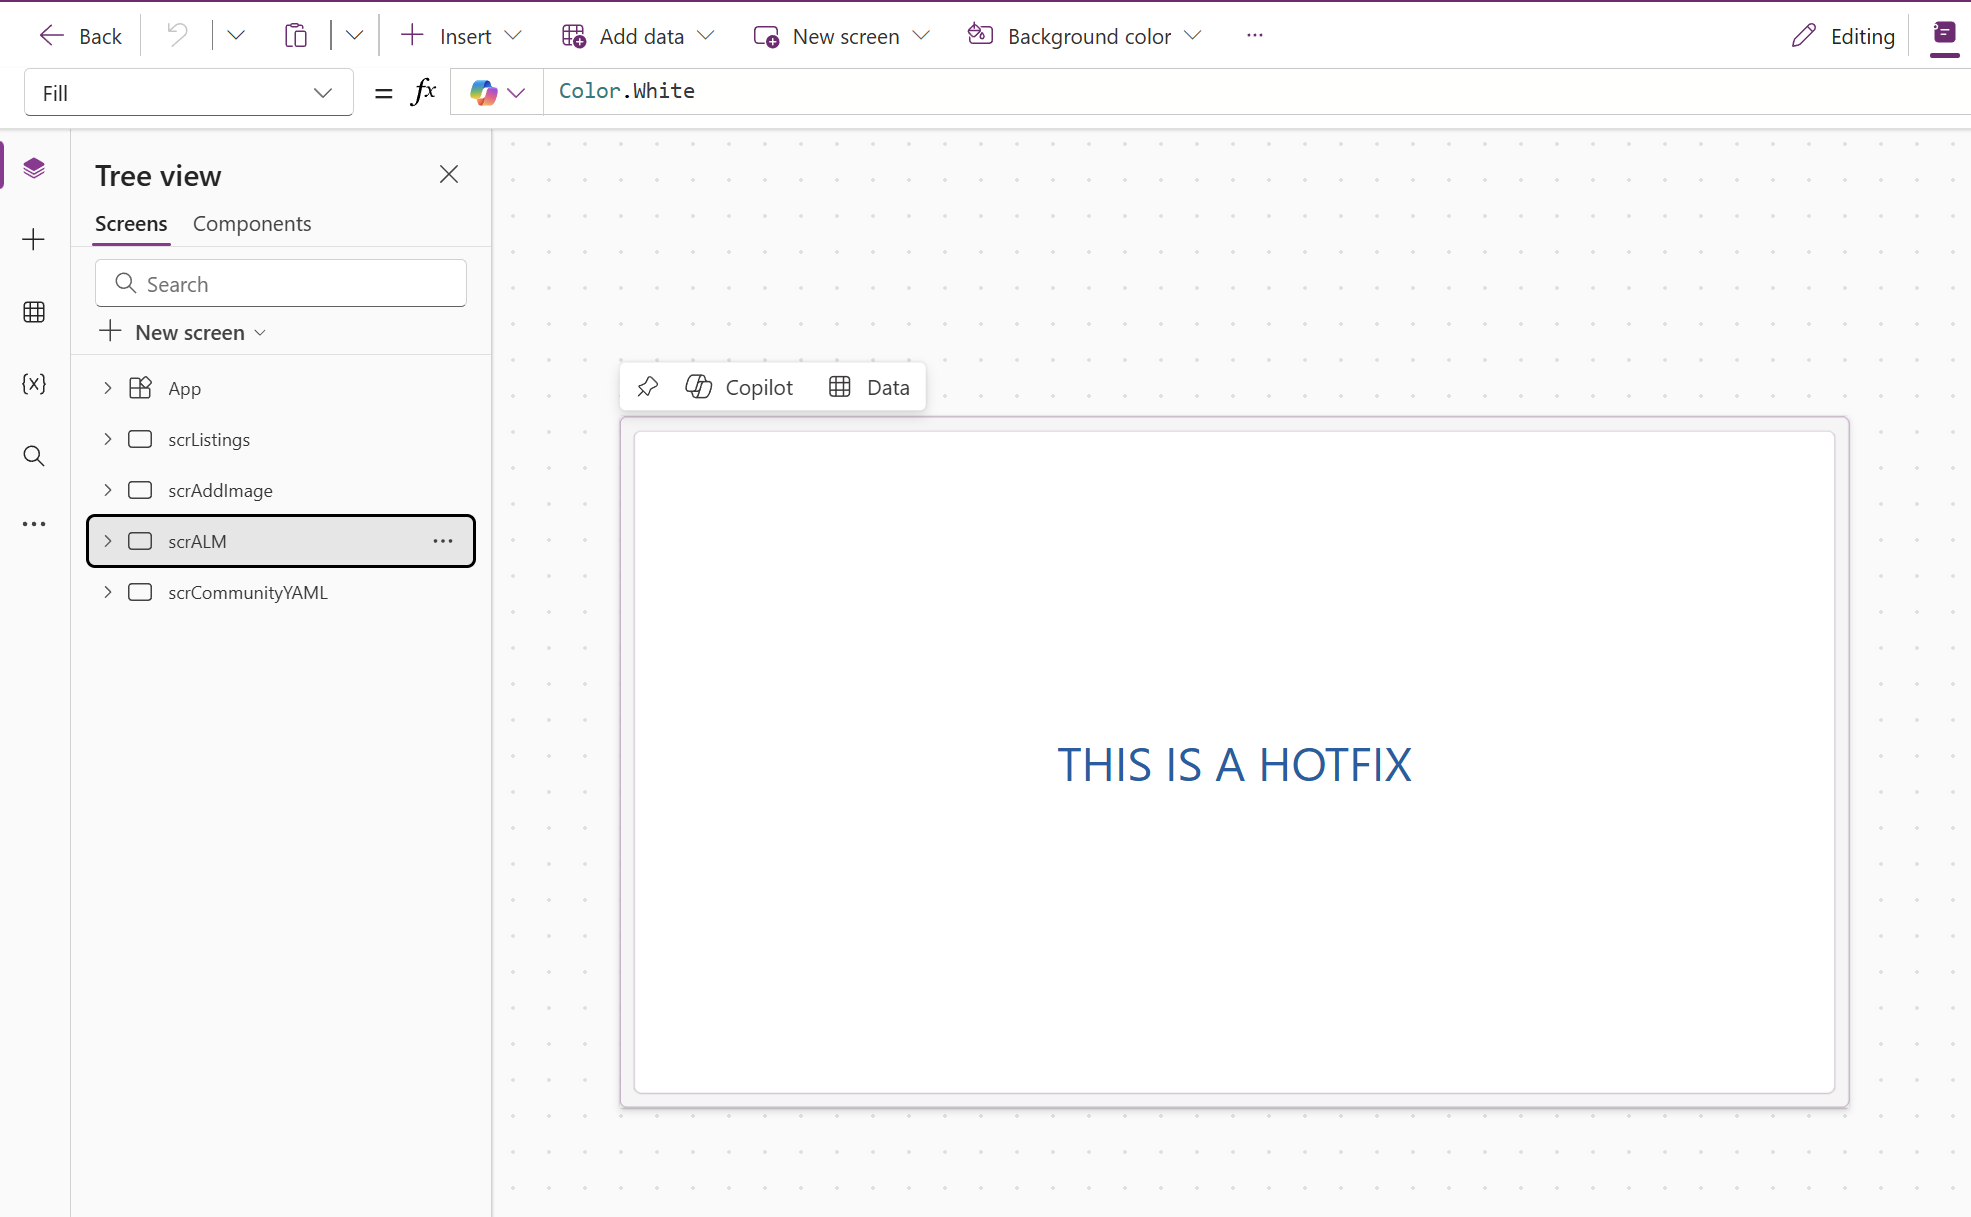 Back
Insert
Add data
New screen
Background color
Editing
Fill
= fx
Color.White
Tree view
Screens Components
Search
New screen
App
scrListings
scrAddImage
scrALM
scrCommunityYAML
Copilot Data
THIS IS A HOTFIX